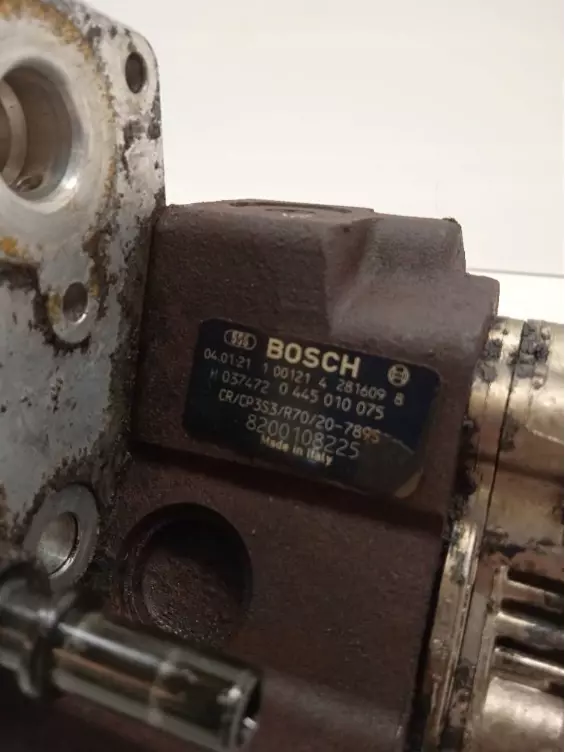 BOSCH
04.01.21 1 00121 4 281609 8
H 037472 0 445 010 075
CR/CP3S3/R70/20-789S
8200108225
Made in Italy